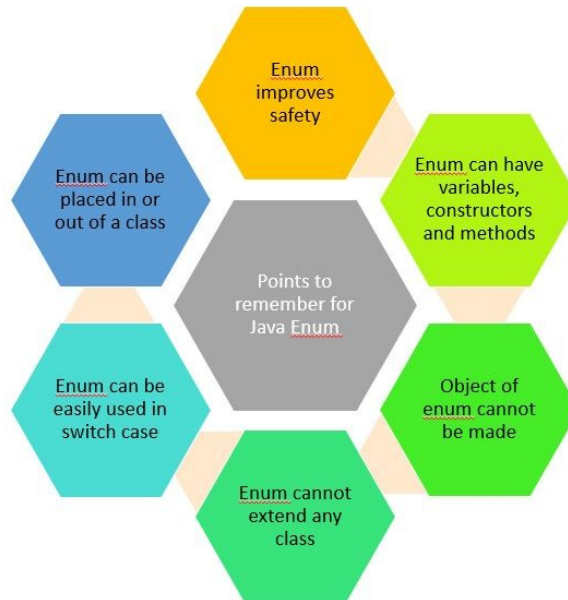 Enum
improves
safety
Enum can have
variables,
constructors
and methods
Object of
enum cannot
be made
Enum cannot
extend any
class
Enum can be
easily used in
switch case
Enum can be
placed in or
out of a class
Points to
remember for
Java Enum